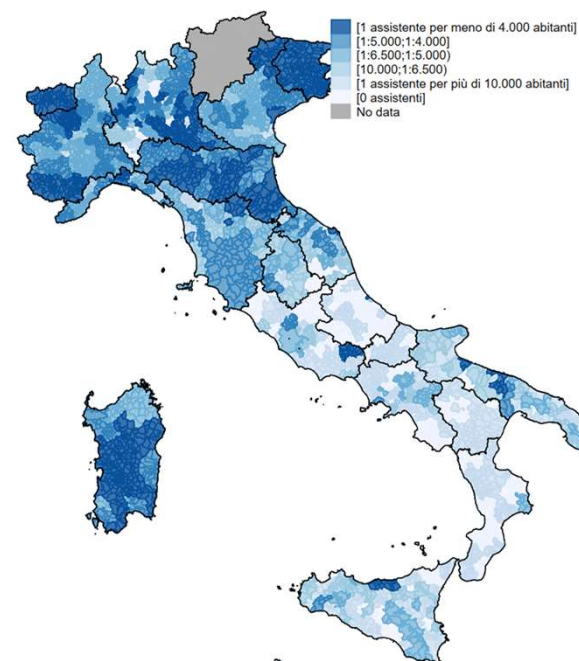 [1 assistente per meno di 4.000 abitanti]
[1:5.000;1:4.000]
[1:6.500;1:5.000)
[10.000;1:6.500)
[1 assistente per più di 10.000 abitanti]
[0 assistenti]
No data